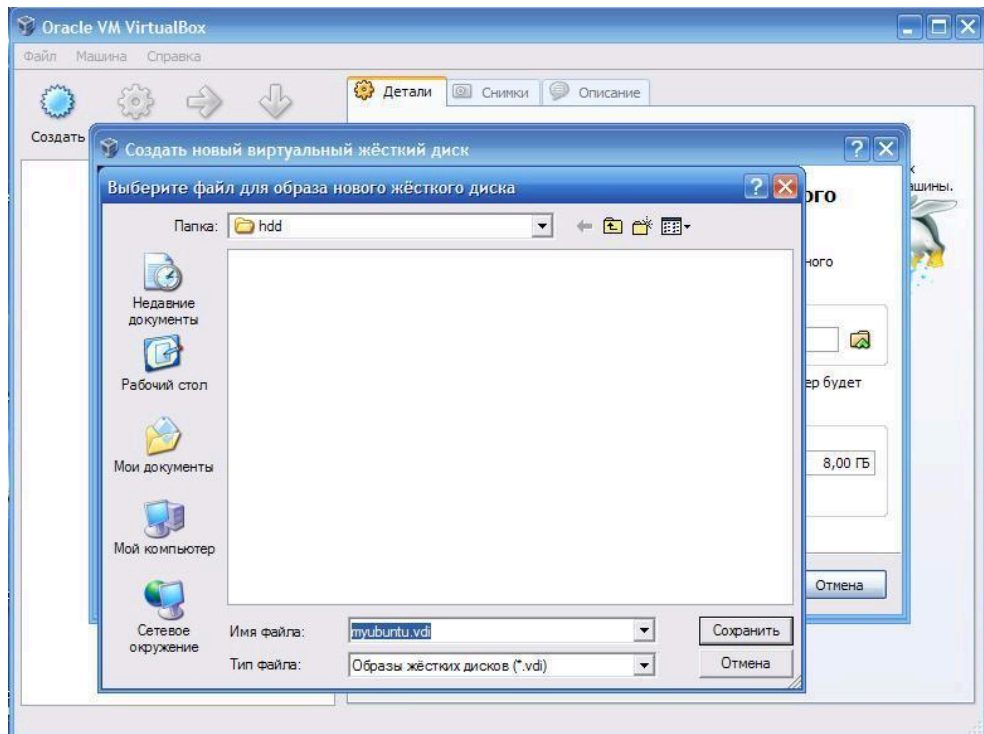 Oracle VM VirtualBox
Файл Машина Справка
Детали Снимки Описание
Создать
Создать новый виртуальный жёсткий диск
Выберите файл для образа нового жёсткого диска
Папка: hdd
Недавние
документы
Рабочий стол
Мои документы
Мой компьютер
Сетевое
окружение
Имя файла: myubuntu.vdi Сохранить
Тип файла: Образы жёстких дисков (*.vdi) Отмена
ого
ного
ер будет
8,00 ГБ
Отмена
х
ашины.